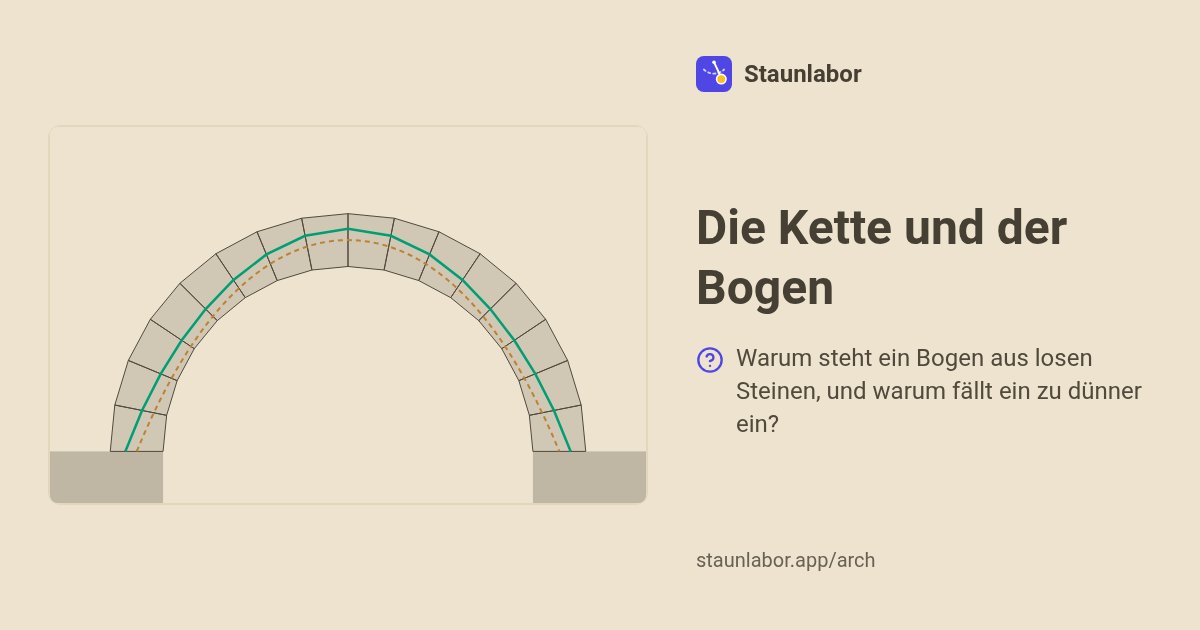 Staunlabor
Die Kette und der
Bogen
Warum steht ein Bogen aus losen
Steinen, und warum fällt ein zu dünner
ein?
staunlabor.app/arch